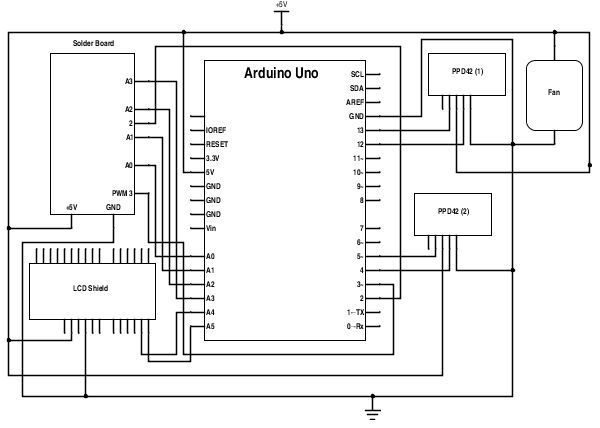 +5V
Solder Board
A3
A2
2
A1
A0
PWM 3
+5V
GND
LCD Shield
Arduino Uno
IOREF
RESET
3.3V
5V
GND
GND
GND
Vin
A0
A1
A2
A3
A4
A5
SCL
SDA
AREF
GND
13
12
11~
10~
9~
8
7
6~
5~
4
3~
2
1→TX
0→Rx
PPD42 (1)
Fan
PPD42 (2)